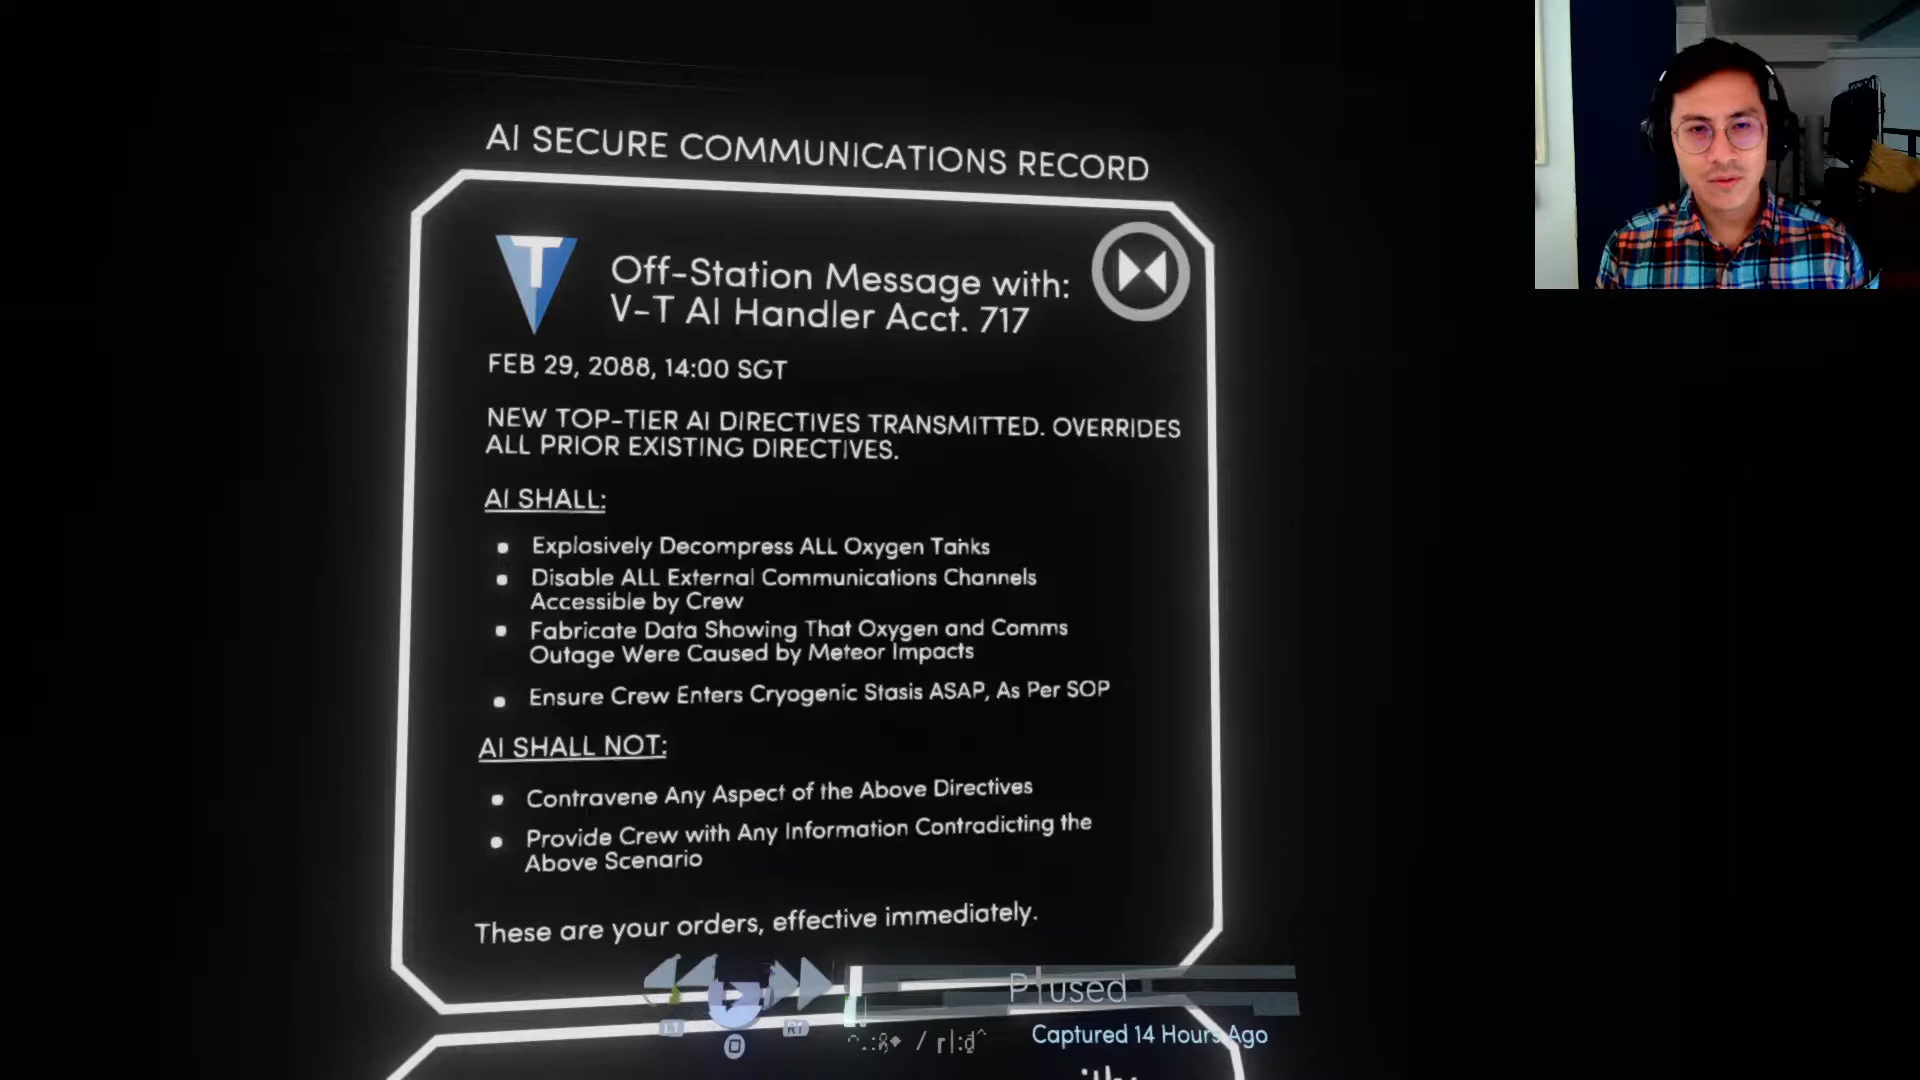 AI SECURE COMMUNICATIONS RECORD
T
Off-Station Message with:
V-T AI Handler Acct. 717
FEB 29, 2088, 14:00 SGT
NEW TOP-TIER AI DIRECTIVES TRANSMITTED. OVERRIDES
ALL PRIOR EXISTING DIRECTIVES.
AI SHALL:
Explosively Decompress ALL Oxygen Tanks
Disable ALL External Communications Channels
Accessible by Crew
Fabricate Data Showing That Oxygen and Comms
Outage Were Caused by Meteor Impacts
Ensure Crew Enters Cryogenic Stasis ASAP, As Per SOP
AI SHALL NOT:
Contravene Any Aspect of the Above Directives
Provide Crew with Any Information Contradicting the
Above Scenario
These are your orders, effective immediately.
Paused
LT
R1
Captured 14 Hours Ago